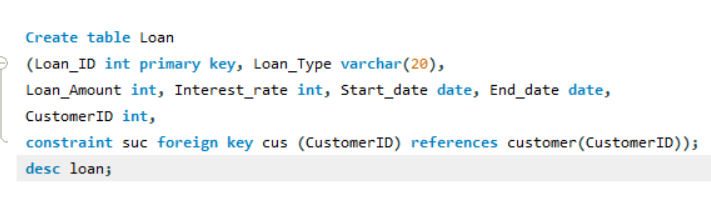 Create table Loan
(Loan_ID int primary key, Loan_Type varchar(20),
Loan_Amount int, Interest_rate int, Start_date date, End_date date,
CustomerID int,
constraint suc foreign key cus (CustomerID) references customer(CustomerID));
desc loan;